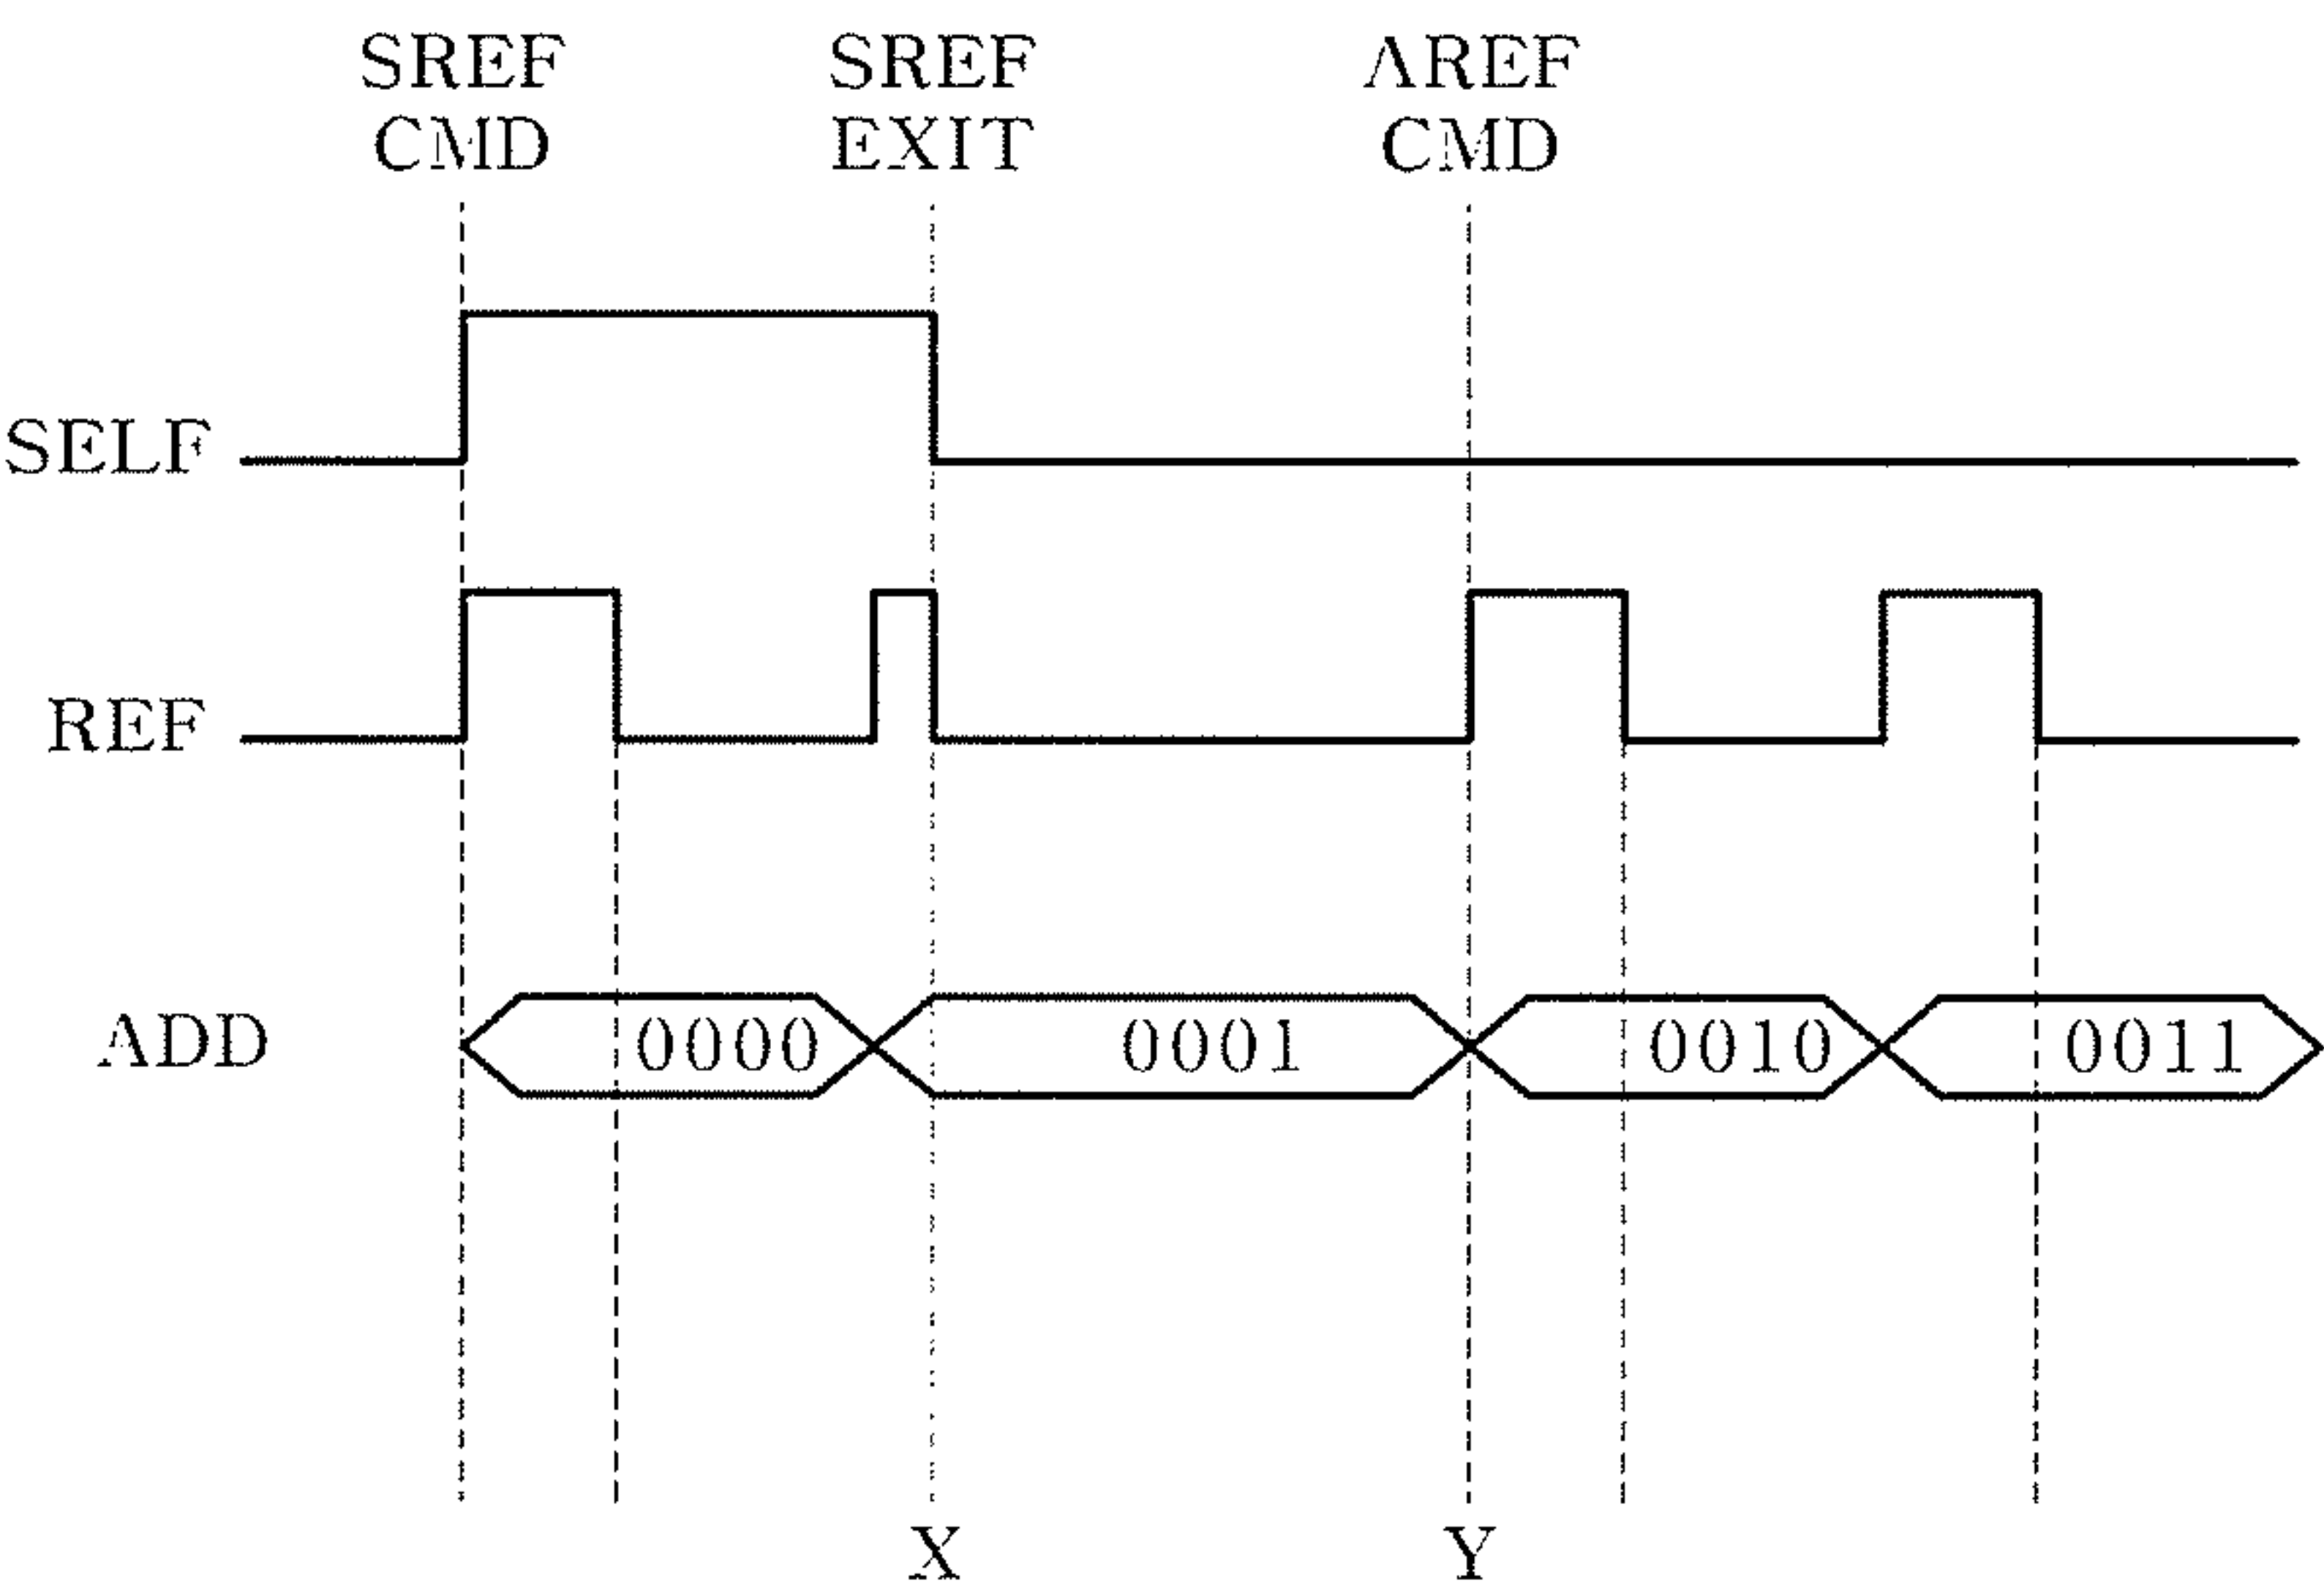 SREF CMD
SREF EXIT
AREF CMD
SELF
REF
ADD
0000
0001
0010
0011
X
Y